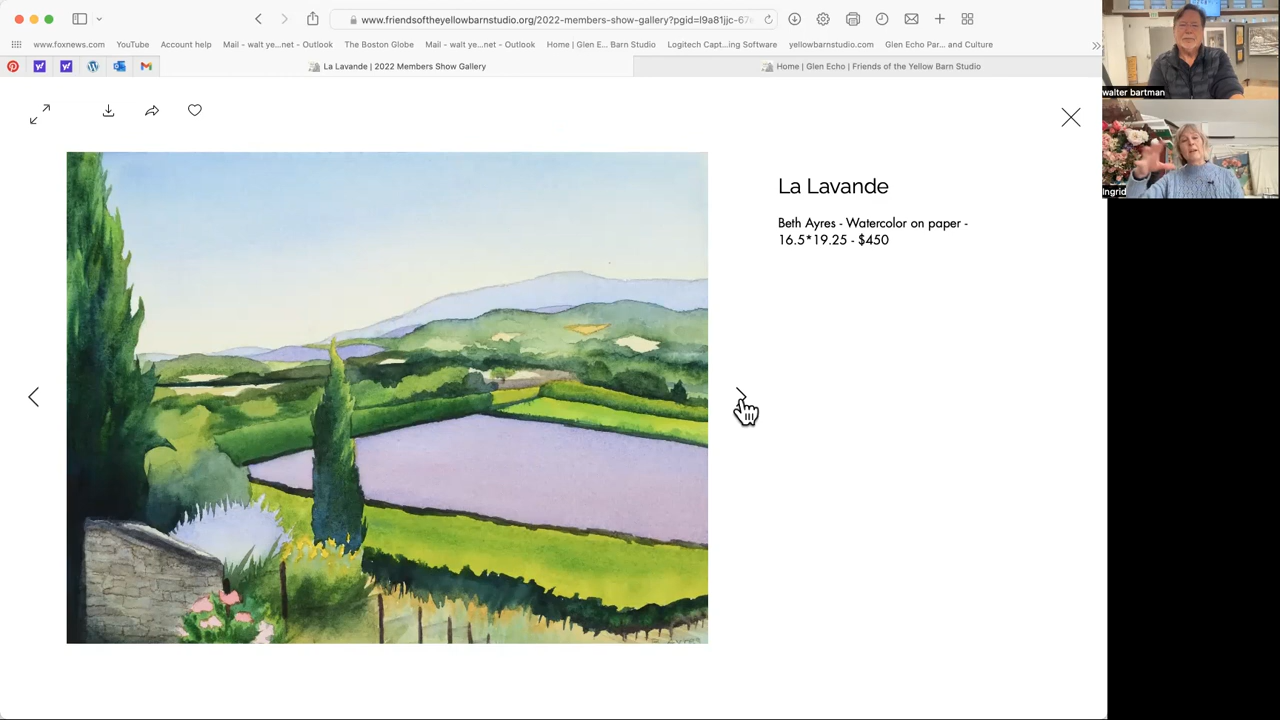 www.friendsoftheyellowbarnstudio.org/2022-members-show-gallery?pgid=l9a81jjc-67
www.foxnews.com YouTube Account help Mail - walt ye...net - Outlook The Boston Globe Mail - walt ye...net - Outlook Home | Glen E... Barn Studio Logitech Capt...ing Software yellowbarnstudio.com Glen Echo Par... and Culture
La Lavande | 2022 Members Show Gallery
Home | Glen Echo | Friends of the Yellow Barn Studio
walter bartman
Ingrid
La Lavande
Beth Ayres - Watercolor on paper -
16.5*19.25 - $450